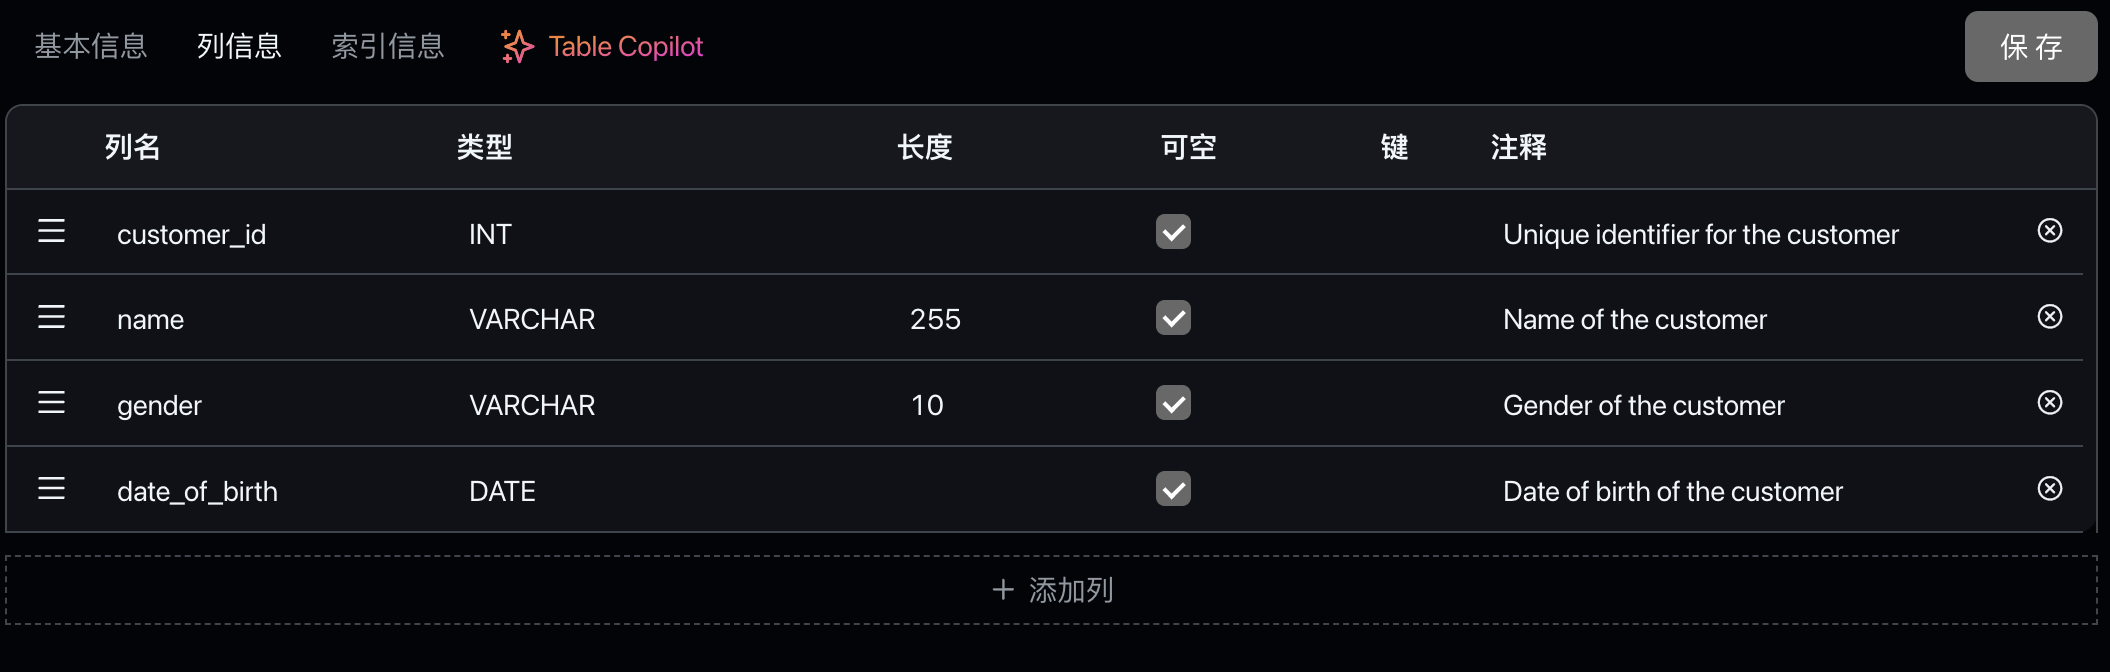 基本信息 列信息 索引信息 Table Copilot 保存
列名 类型 长度 可空 键 注释
customer_id INT Unique identifier for the customer
name VARCHAR 255 Name of the customer
gender VARCHAR 10 Gender of the customer
date_of_birth DATE Date of birth of the customer
+ 添加列